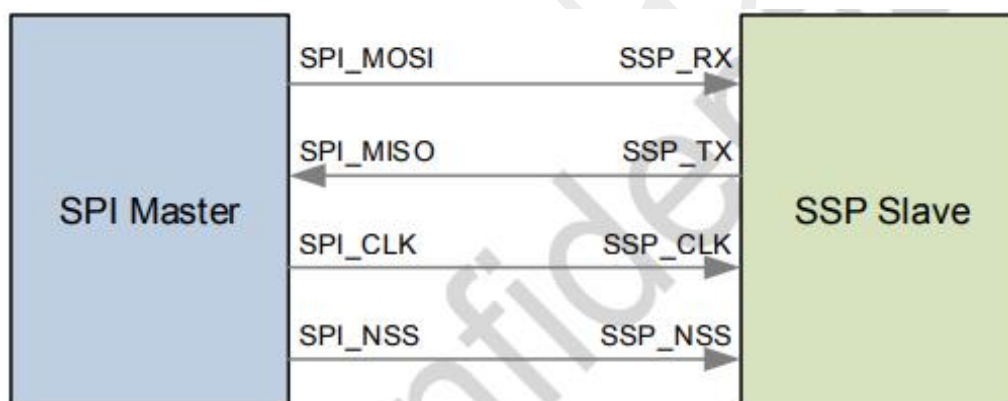 SPI_MOSI SSP_RX
SPI_MISO SSP_TX
SPI Master SSP Slave
SPI_CLK SSP_CLK
SPI_NSS SSP_NSS